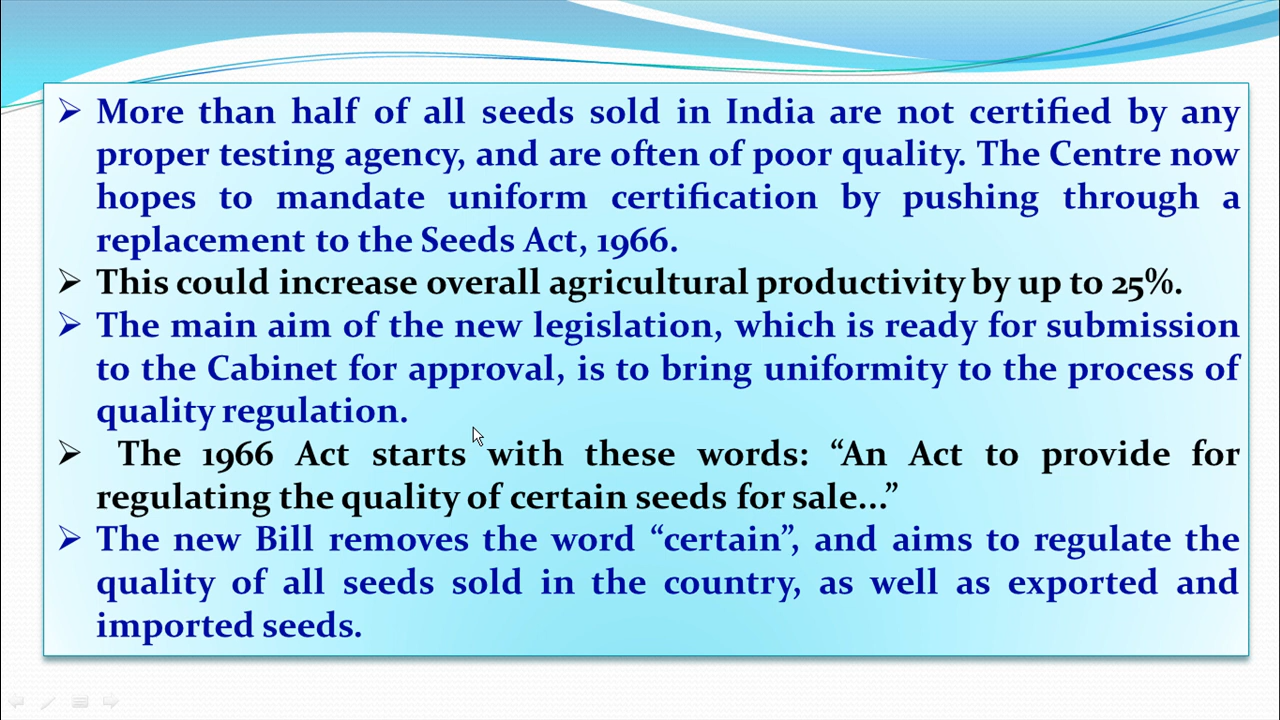 ➢ More than half of all seeds sold in India are not certified by any
proper testing agency, and are often of poor quality. The Centre now
hopes to mandate uniform certification by pushing through a
replacement to the Seeds Act, 1966.
➢ This could increase overall agricultural productivity by up to 25%.
➢ The main aim of the new legislation, which is ready for submission
to the Cabinet for approval, is to bring uniformity to the process of
quality regulation.
➢ The 1966 Act starts with these words: “An Act to provide for
regulating the quality of certain seeds for sale...”
➢ The new Bill removes the word “certain”, and aims to regulate the
quality of all seeds sold in the country, as well as exported and
imported seeds.